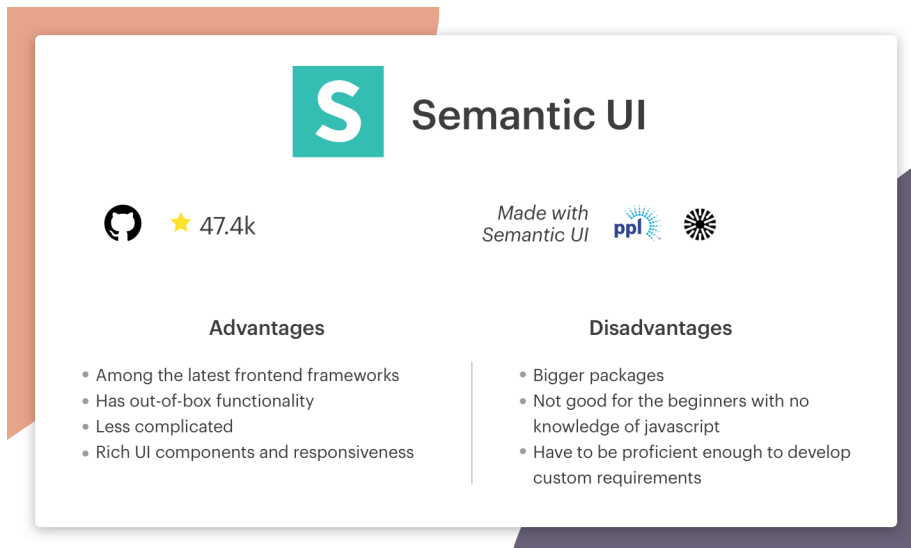 S
Semantic UI
47.4k
Made with
Semantic UI
ppl
Advantages
Among the latest frontend frameworks
Has out-of-box functionality
Less complicated
Rich UI components and responsiveness
Disadvantages
Bigger packages
Not good for the beginners with no
knowledge of javascript
Have to be proficient enough to develop
custom requirements